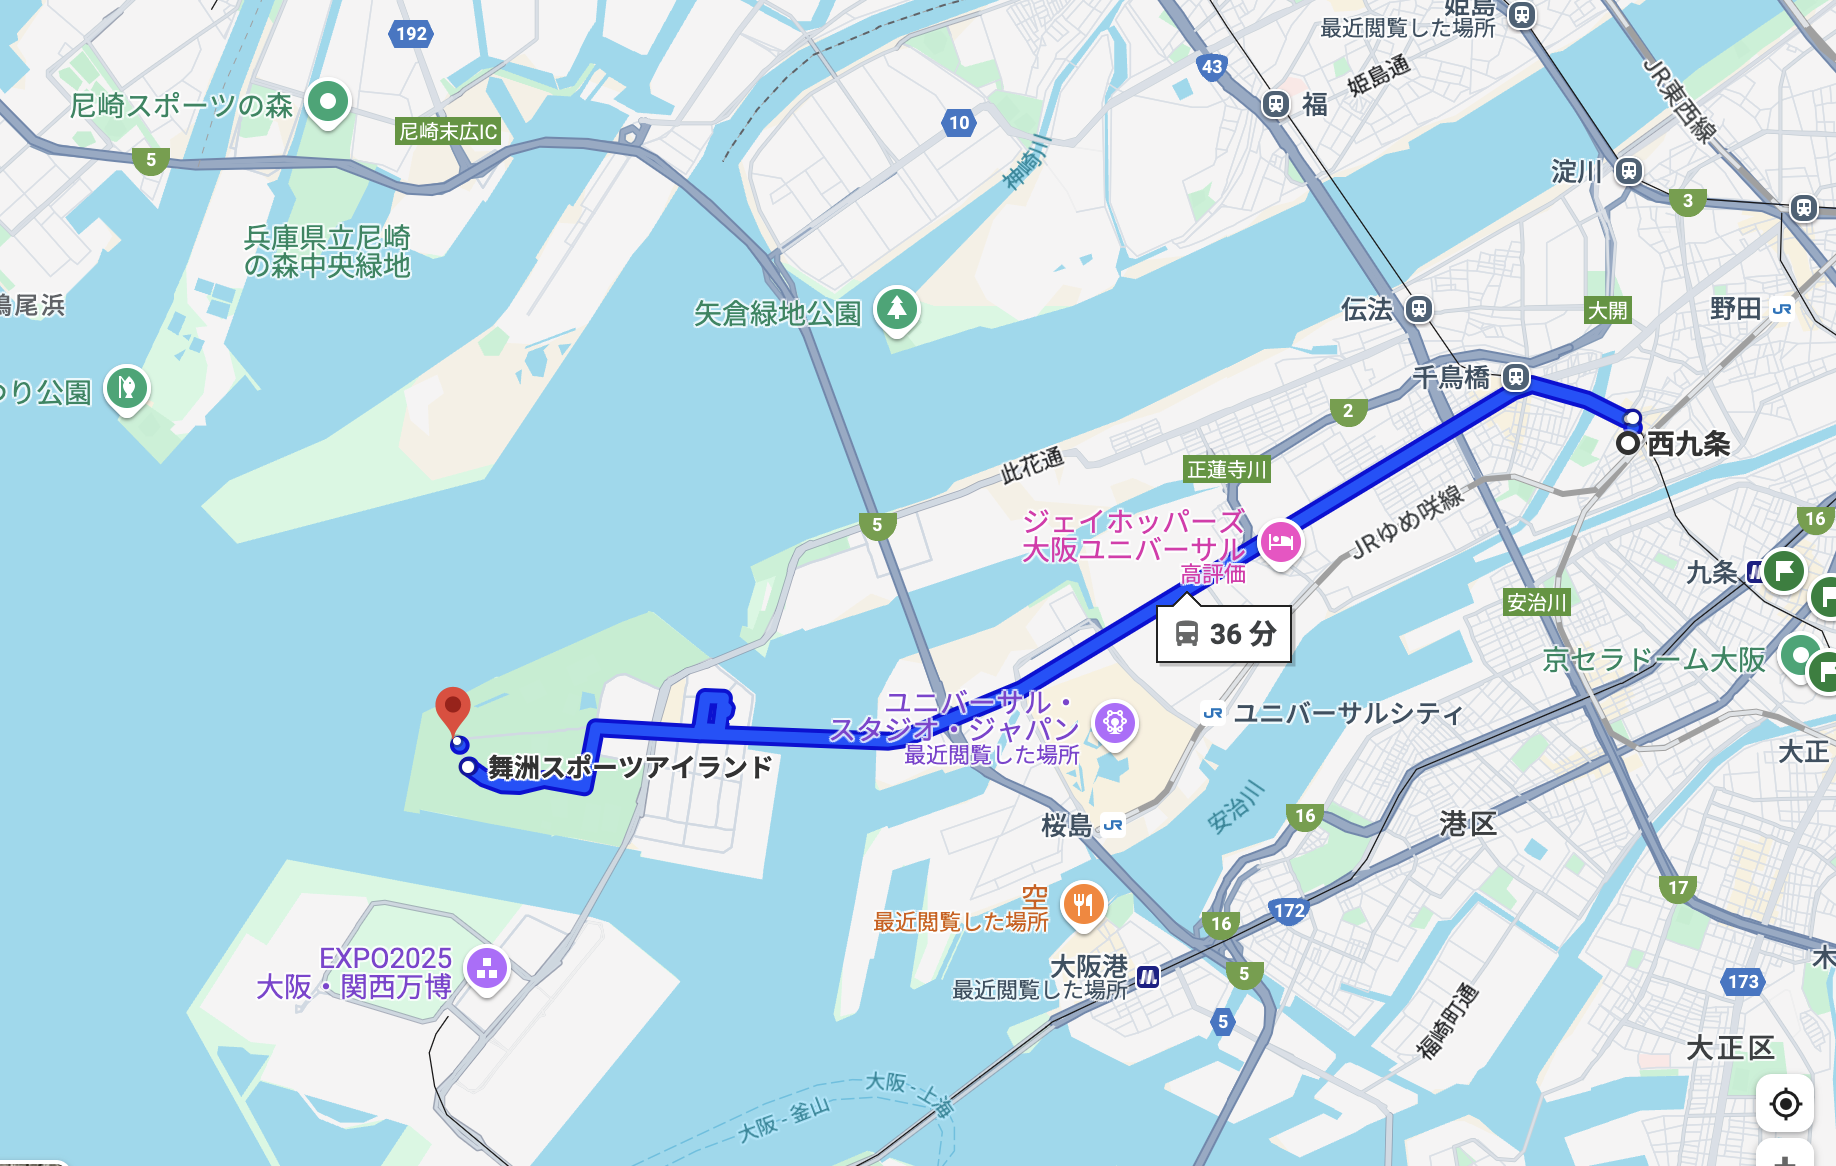 姫島
最近閲覧した場所
192
43
姫島通
JR東西線
尼崎スポーツの森
尼崎末広IC
10
福
5
神崎川
淀川
3
兵庫県立尼崎
の森中央緑地
鳴尾浜
矢倉緑地公園
伝法
大開
野田
JR
り公園
千鳥橋
2
西九条
此花通
正蓮寺川
5
ジェイホッパーズ
大阪ユニバーサル
高評価
JRゆめ咲線
16
九条
安治川
36 分
京セラドーム大阪
ユニバーサル・
スタジオ・ジャパン
最近閲覧した場所
JR
ユニバーサルシティ
大正
舞洲スポーツアイランド
安治川
桜島
JR
16
港区
17
空
最近閲覧した場所
16
172
EXPO2025
大阪・関西万博
大阪港
最近閲覧した場所
5
173
木
5
福崎町通
大正区
大阪 - 上海
大阪 - 釜山